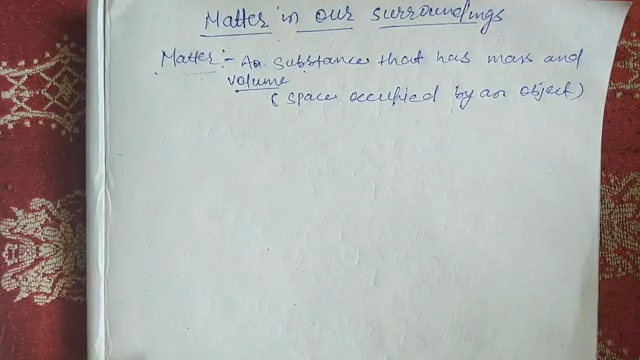 Matter in our surroundings
Matter :- An substance that has mass and
volume
(space occupied by an object)